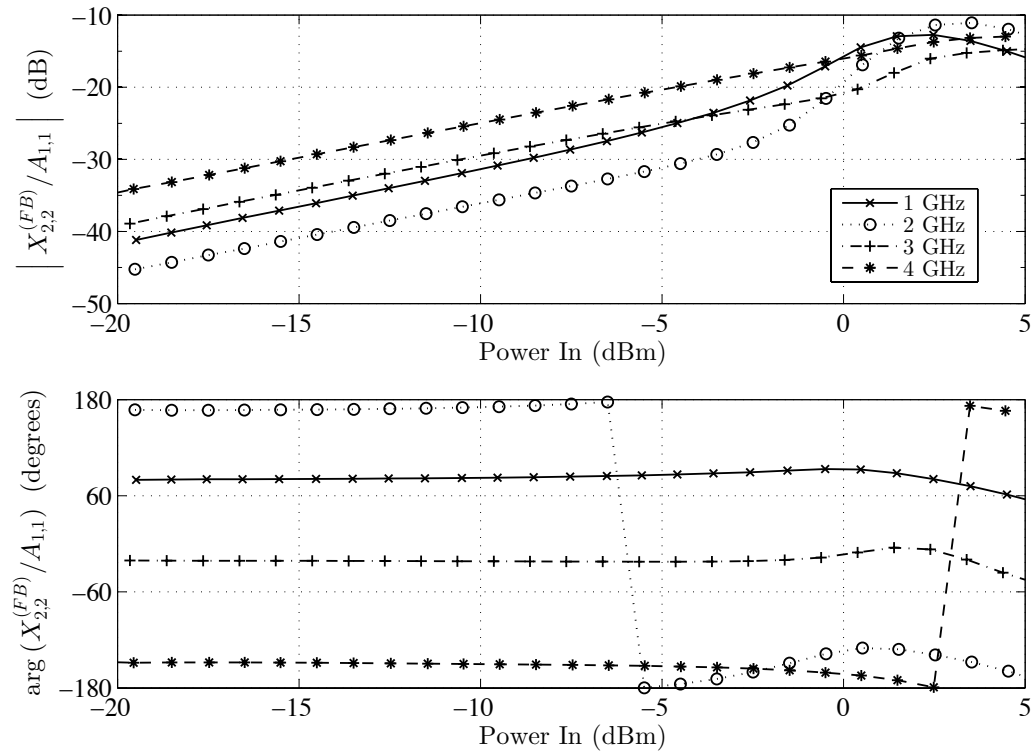 | X_{2,2}^{(FB)}/A_{1,1} | (dB)
−10
−20
−30
−40
−50
−20 −15 −10 −5 0 5
Power In (dBm)
1 GHz
2 GHz
3 GHz
4 GHz
arg (X_{2,2}^{(FB)}/A_{1,1}) (degrees)
180
60
−60
−180
−20 −15 −10 −5 0 5
Power In (dBm)